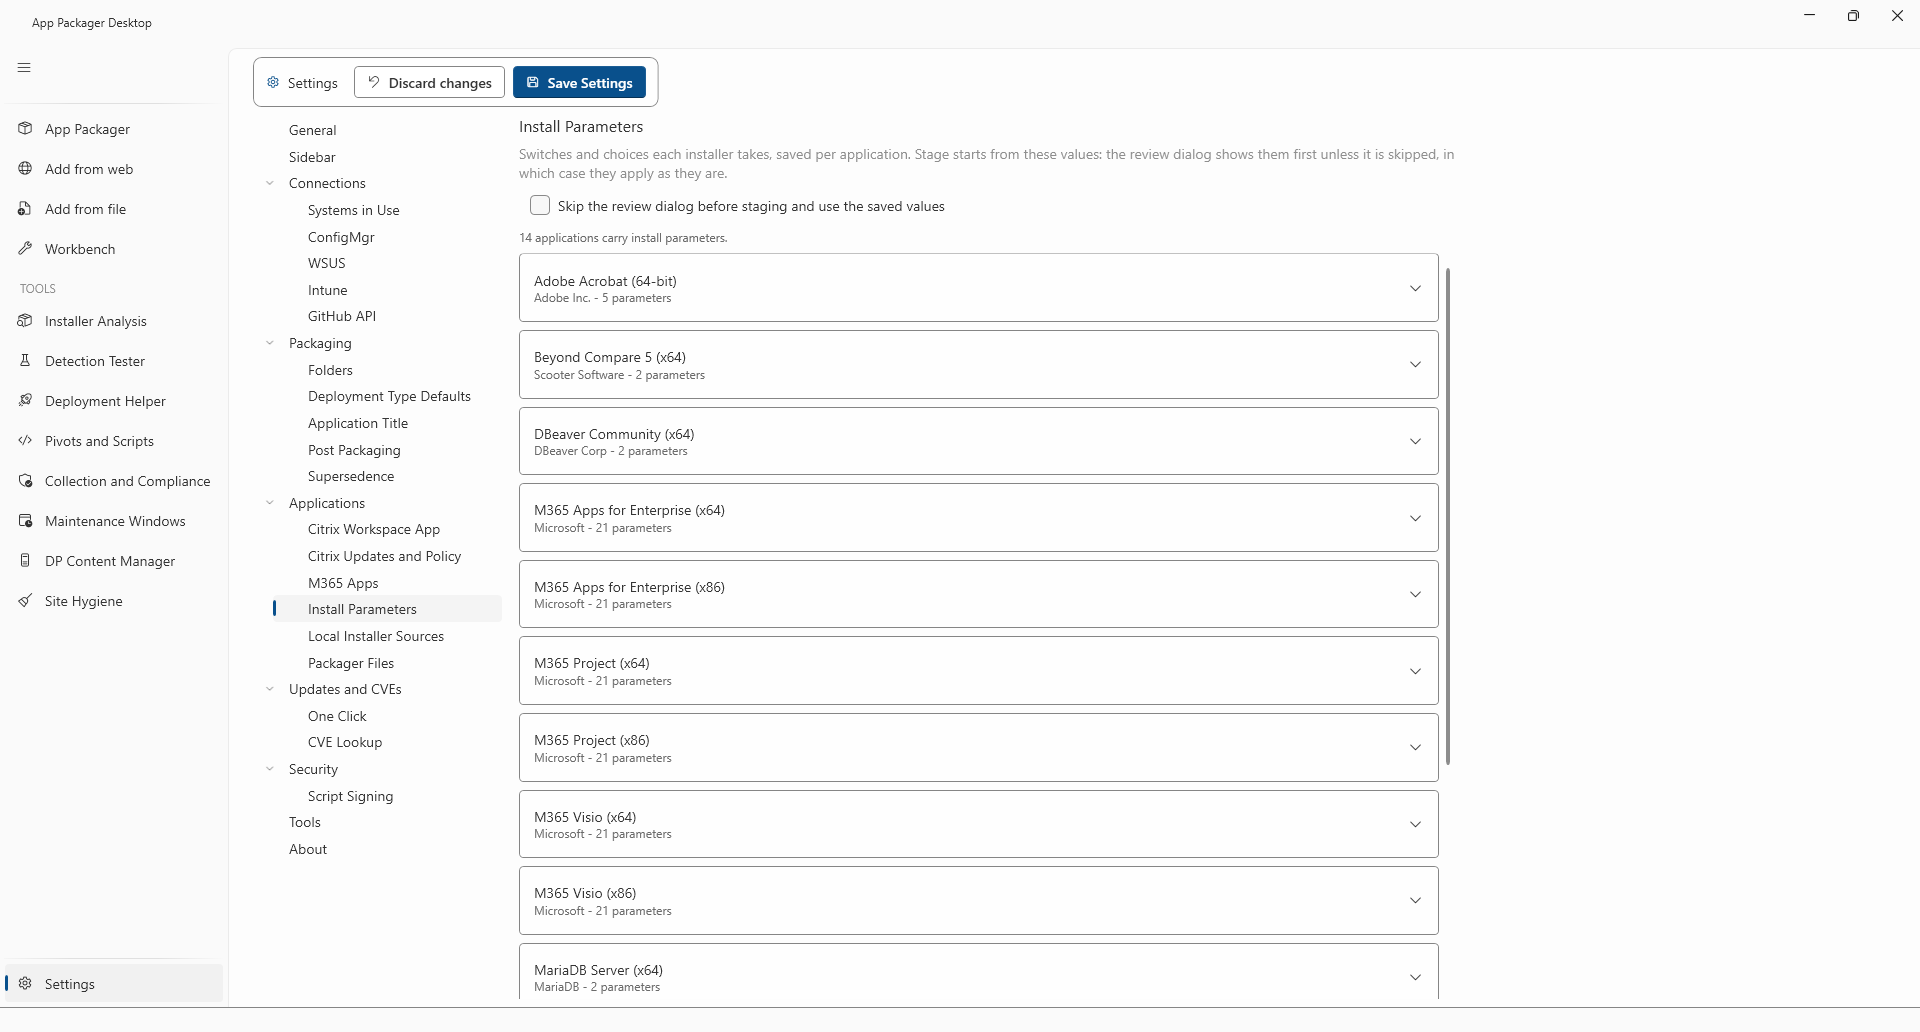 App Packager Desktop
App Packager
Add from web
Add from file
Workbench
TOOLS
Installer Analysis
Detection Tester
Deployment Helper
Pivots and Scripts
Collection and Compliance
Maintenance Windows
DP Content Manager
Site Hygiene
Settings
Settings
Discard changes
Save Settings
General
Sidebar
Connections
Systems in Use
ConfigMgr
WSUS
Intune
GitHub API
Packaging
Folders
Deployment Type Defaults
Application Title
Post Packaging
Supersedence
Applications
Citrix Workspace App
Citrix Updates and Policy
M365 Apps
Install Parameters
Local Installer Sources
Packager Files
Updates and CVEs
One Click
CVE Lookup
Security
Script Signing
Tools
About
Install Parameters
Switches and choices each installer takes, saved per application. Stage starts from these values: the review dialog shows them first unless it is skipped, in
which case they apply as they are.
Skip the review dialog before staging and use the saved values
14 applications carry install parameters.
Adobe Acrobat (64-bit)
Adobe Inc. - 5 parameters
Beyond Compare 5 (x64)
Scooter Software - 2 parameters
DBeaver Community (x64)
DBeaver Corp - 2 parameters
M365 Apps for Enterprise (x64)
Microsoft - 21 parameters
M365 Apps for Enterprise (x86)
Microsoft - 21 parameters
M365 Project (x64)
Microsoft - 21 parameters
M365 Project (x86)
Microsoft - 21 parameters
M365 Visio (x64)
Microsoft - 21 parameters
M365 Visio (x86)
Microsoft - 21 parameters
MariaDB Server (x64)
MariaDB - 2 parameters